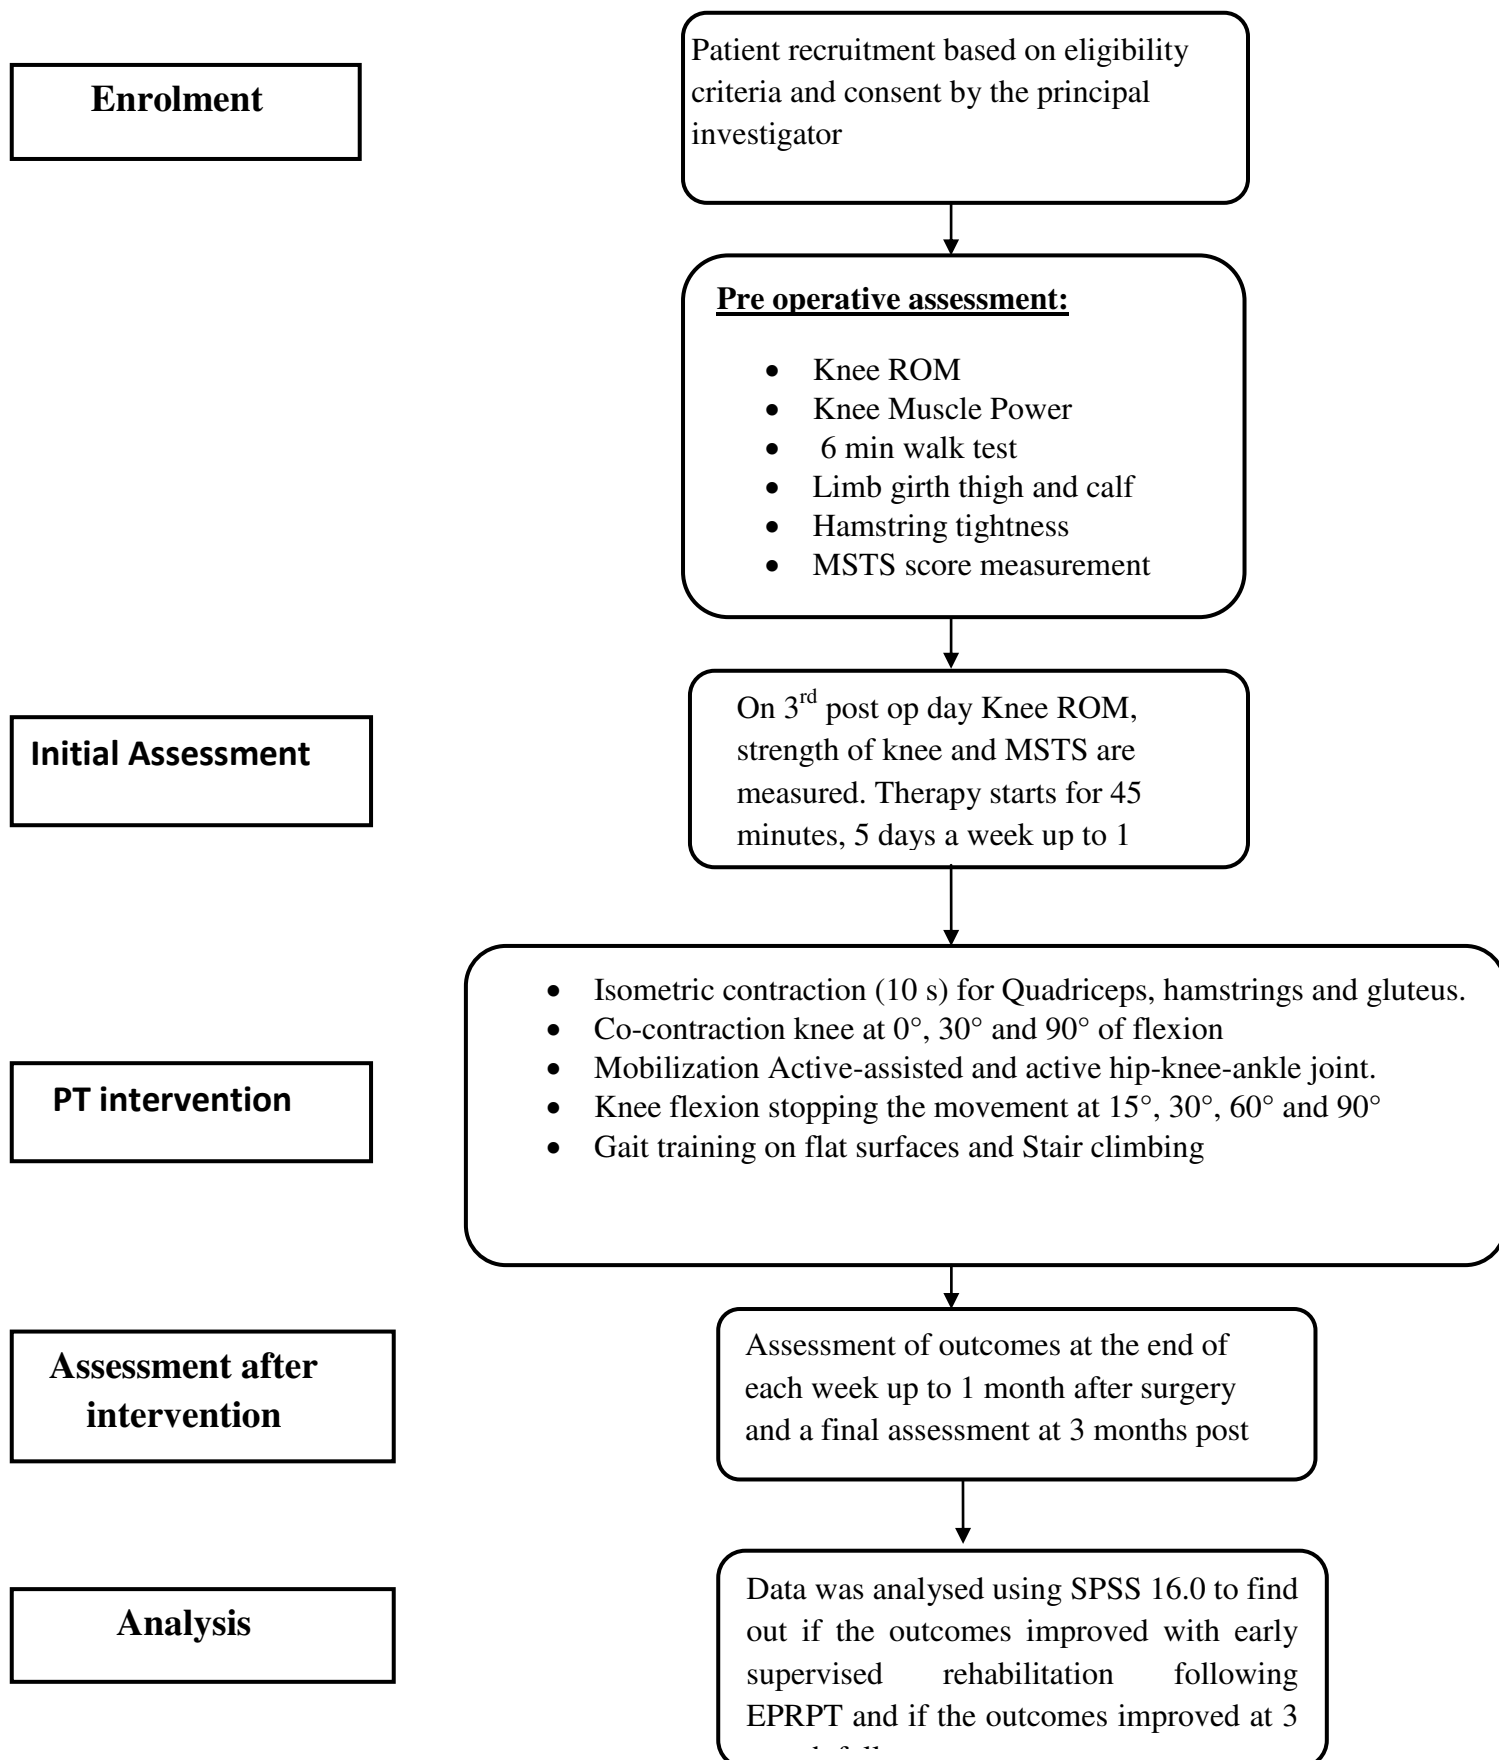 Enrolment
Patient recruitment based on eligibility
criteria and consent by the principal
investigator
Pre operative assessment:
• Knee ROM
• Knee Muscle Power
• 6 min walk test
• Limb girth thigh and calf
• Hamstring tightness
• MSTS score measurement
Initial Assessment
On 3rd post op day Knee ROM,
strength of knee and MSTS are
measured. Therapy starts for 45
minutes, 5 days a week up to 1
PT intervention
• Isometric contraction (10 s) for Quadriceps, hamstrings and gluteus.
• Co-contraction knee at 0°, 30° and 90° of flexion
• Mobilization Active-assisted and active hip-knee-ankle joint.
• Knee flexion stopping the movement at 15°, 30°, 60° and 90°
• Gait training on flat surfaces and Stair climbing
Assessment after
intervention
Assessment of outcomes at the end of
each week up to 1 month after surgery
and a final assessment at 3 months post
Analysis
Data was analysed using SPSS 16.0 to find
out if the outcomes improved with early
supervised rehabilitation following
EPRPT and if the outcomes improved at 3